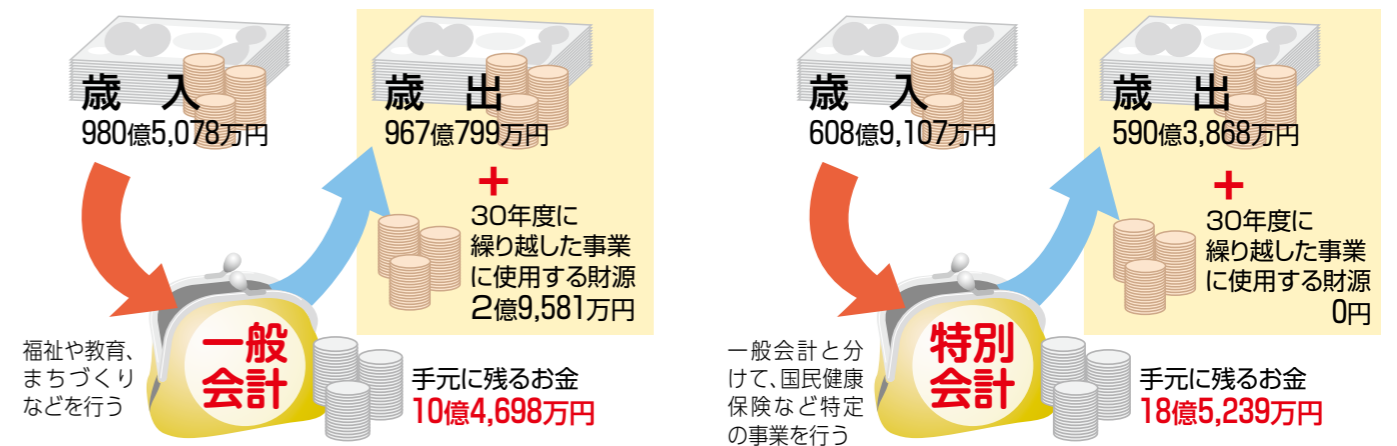 歳入
980億5,078万円
歳出
967億799万円
+
30年度に
繰り越した事業
に使用する財源
2億9,581万円
一般
会計
福祉や教育、
まちづくり
などを行う
手元に残るお金
10億4,698万円
歳入
608億9,107万円
歳出
590億3,868万円
+
30年度に
繰り越した事業
に使用する財源
0円
特別
会計
一般会計と分
けて、国民健康
保険など特定
の事業を行う
手元に残るお金
18億5,239万円